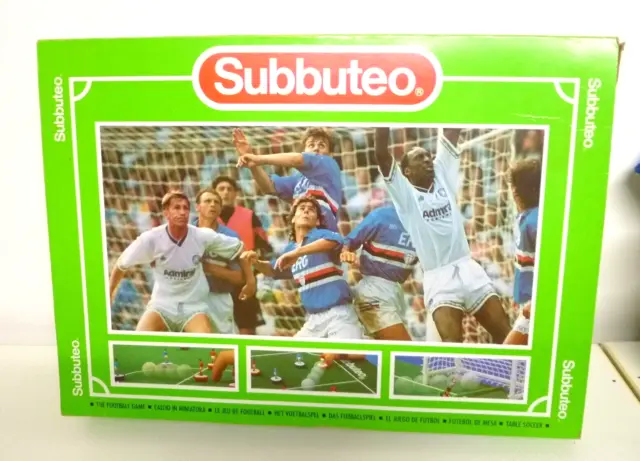 Subbuteo®
Subbuteo.
Subbuteo.
Admiral
ERG
ERG
Admiral
Subbuteo.
Subbuteo.
• THE FOOTBALL GAME • CALCIO IN MINIATURA • LE JEU DE FOOTBALL • HET VOETBALSPEL • DAS FUßBALLSPIEL • EL JUEGO DE FUTBOL • FUTEBOL DE MESA • TABLE SOCCER •